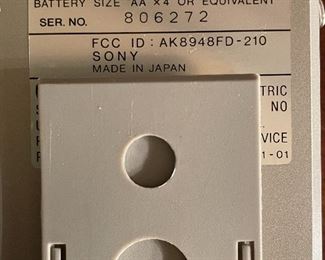 BATTERY SIZE AA ×4 OR EQUIVALENT
SER. NO. 806272
FCC ID: AK8948FD-210
SONY
MADE IN JAPAN
TRIC
NO
VICE
1-01